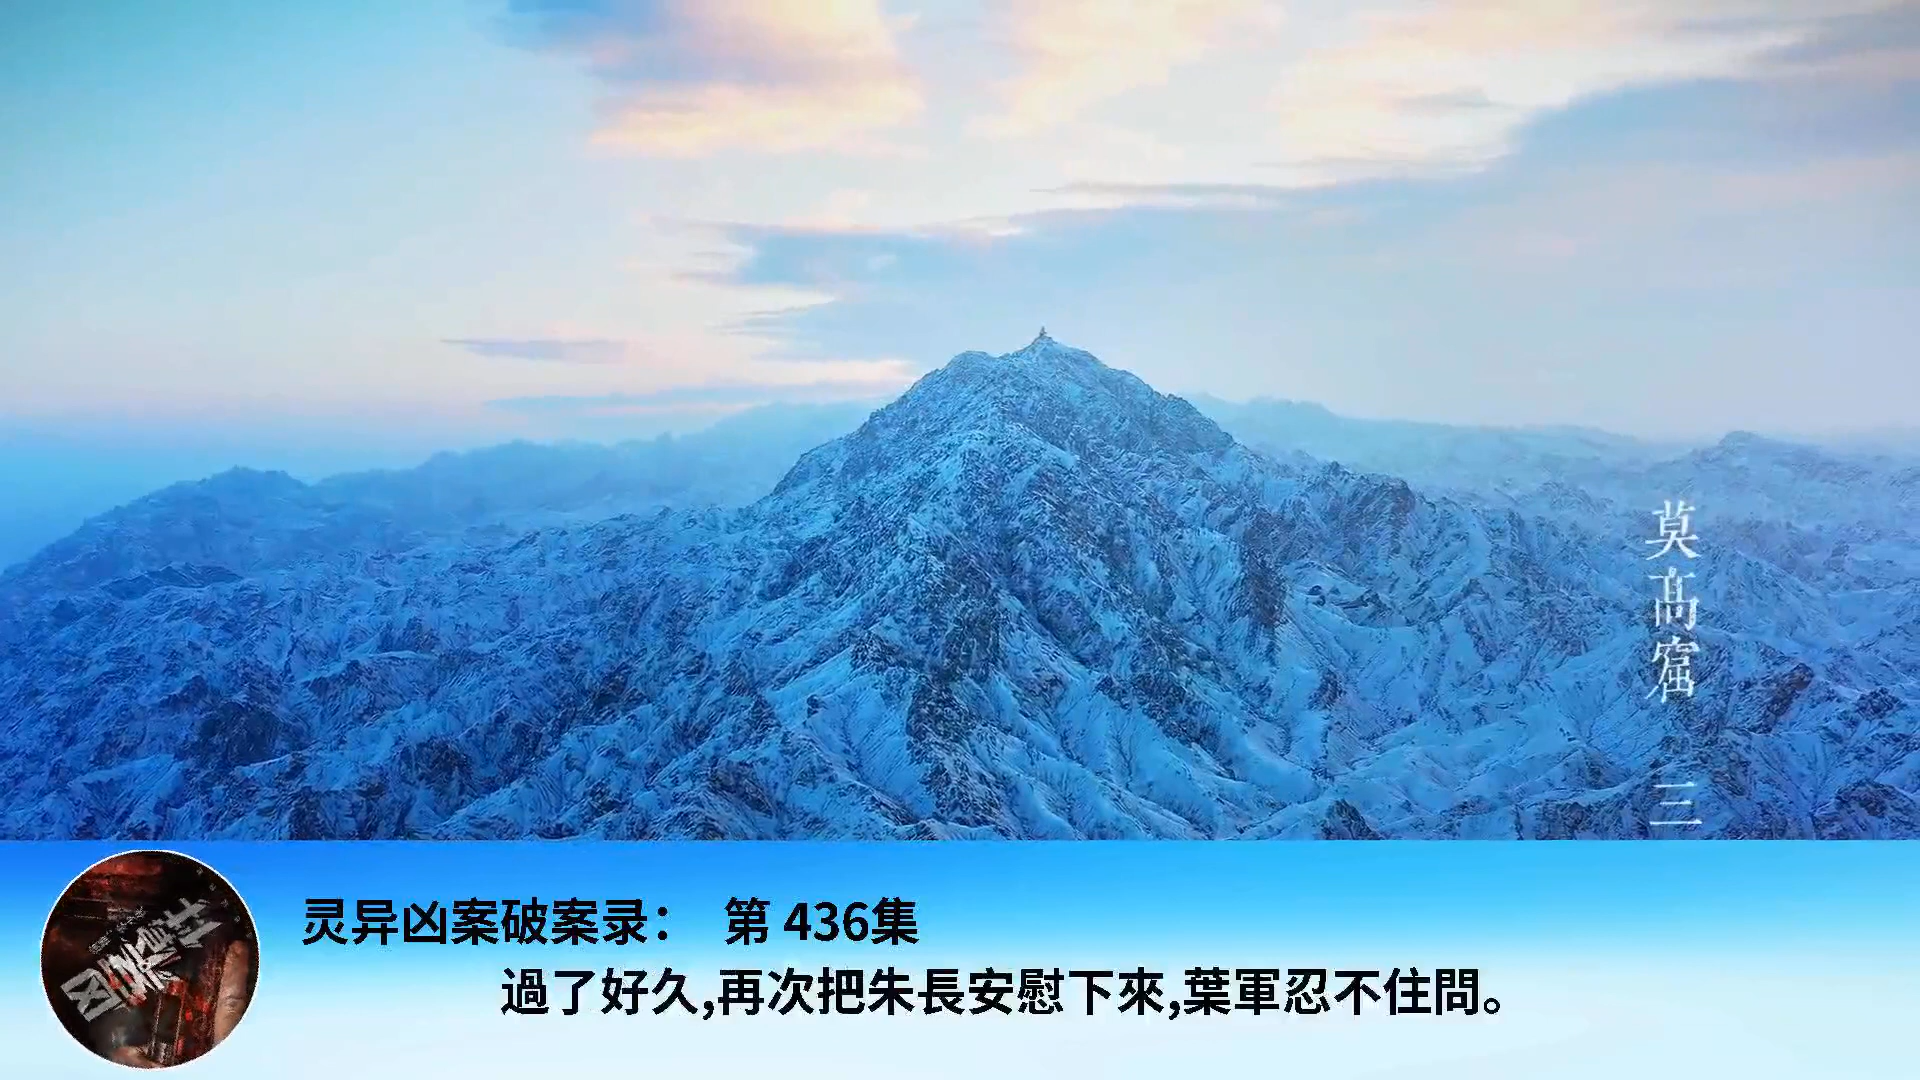 莫高窟 三
灵异凶案破案录： 第 436集
過了好久,再次把朱長安慰下來,葉軍忍不住問。